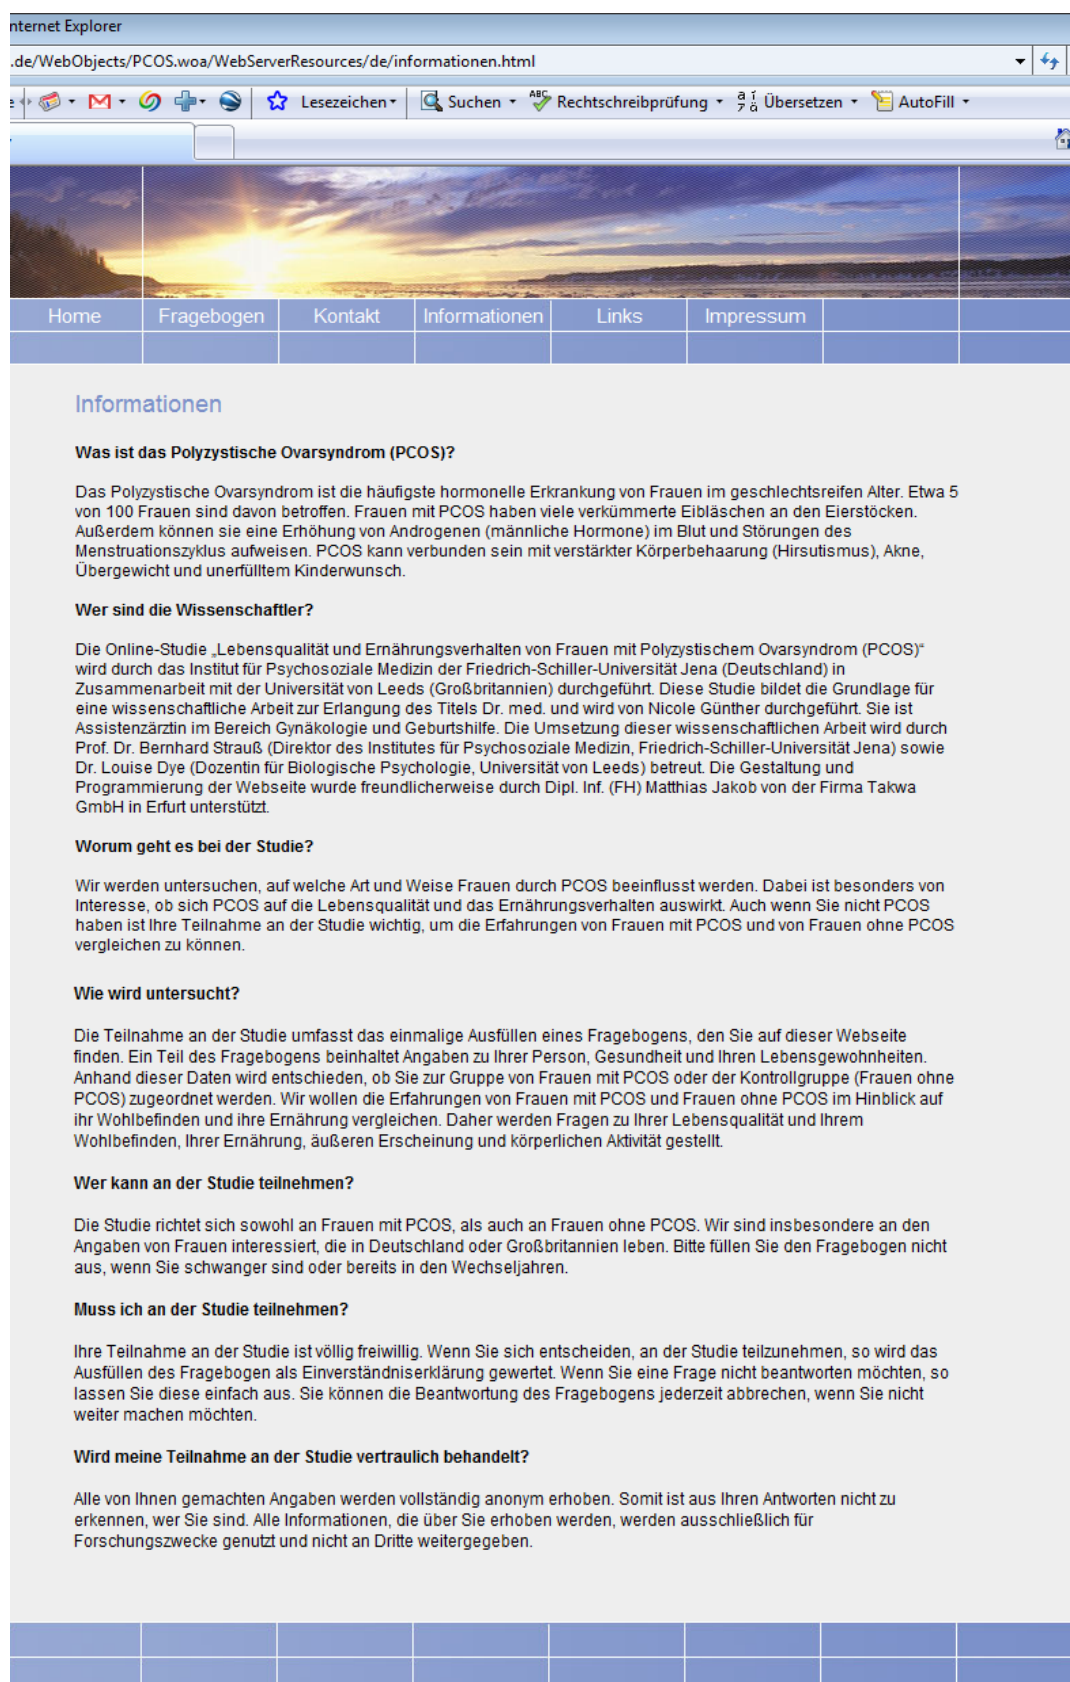 nternet Explorer
.de/WebObjects/PCOS.woa/WebServerResources/de/informationen.html
Lesezeichen Suchen ABC Rechtschreibprüfung Übersetzen AutoFill
Home Fragebogen Kontakt Informationen Links Impressum
Informationen
Was ist das Polyzystische Ovarsyndrom (PCOS)?
Das Polyzystische Ovarsyndrom ist die häufigste hormonelle Erkrankung von Frauen im geschlechtsreifen Alter. Etwa 5
von 100 Frauen sind davon betroffen. Frauen mit PCOS haben viele verkümmerte Eibläschen an den Eierstöcken.
Außerdem können sie eine Erhöhung von Androgenen (männliche Hormone) im Blut und Störungen des
Menstruationszyklus aufweisen. PCOS kann verbunden sein mit verstärkter Körperbehaarung (Hirsutismus), Akne,
Übergewicht und unerfülltem Kinderwunsch.
Wer sind die Wissenschaftler?
Die Online-Studie „Lebensqualität und Ernährungsverhalten von Frauen mit Polyzystischem Ovarsyndrom (PCOS)“
wird durch das Institut für Psychosoziale Medizin der Friedrich-Schiller-Universität Jena (Deutschland) in
Zusammenarbeit mit der Universität von Leeds (Großbritannien) durchgeführt. Diese Studie bildet die Grundlage für
eine wissenschaftliche Arbeit zur Erlangung des Titels Dr. med. und wird von Nicole Günther durchgeführt. Sie ist
Assistenzärztin im Bereich Gynäkologie und Geburtshilfe. Die Umsetzung dieser wissenschaftlichen Arbeit wird durch
Prof. Dr. Bernhard Strauß (Direktor des Institutes für Psychosoziale Medizin, Friedrich-Schiller-Universität Jena) sowie
Dr. Louise Dye (Dozentin für Biologische Psychologie, Universität von Leeds) betreut. Die Gestaltung und
Programmierung der Webseite wurde freundlicherweise durch Dipl. Inf. (FH) Matthias Jakob von der Firma Takwa
GmbH in Erfurt unterstützt.
Worum geht es bei der Studie?
Wir werden untersuchen, auf welche Art und Weise Frauen durch PCOS beeinflusst werden. Dabei ist besonders von
Interesse, ob sich PCOS auf die Lebensqualität und das Ernährungsverhalten auswirkt. Auch wenn Sie nicht PCOS
haben ist Ihre Teilnahme an der Studie wichtig, um die Erfahrungen von Frauen mit PCOS und von Frauen ohne PCOS
vergleichen zu können.
Wie wird untersucht?
Die Teilnahme an der Studie umfasst das einmalige Ausfüllen eines Fragebogens, den Sie auf dieser Webseite
finden. Ein Teil des Fragebogens beinhaltet Angaben zu Ihrer Person, Gesundheit und Ihren Lebensgewohnheiten.
Anhand dieser Daten wird entschieden, ob Sie zur Gruppe von Frauen mit PCOS oder der Kontrollgruppe (Frauen ohne
PCOS) zugeordnet werden. Wir wollen die Erfahrungen von Frauen mit PCOS und Frauen ohne PCOS im Hinblick auf
ihr Wohlbefinden und ihre Ernährung vergleichen. Daher werden Fragen zu Ihrer Lebensqualität und Ihrem
Wohlbefinden, Ihrer Ernährung, äußeren Erscheinung und körperlichen Aktivität gestellt.
Wer kann an der Studie teilnehmen?
Die Studie richtet sich sowohl an Frauen mit PCOS, als auch an Frauen ohne PCOS. Wir sind insbesondere an den
Angaben von Frauen interessiert, die in Deutschland oder Großbritannien leben. Bitte füllen Sie den Fragebogen nicht
aus, wenn Sie schwanger sind oder bereits in den Wechseljahren.
Muss ich an der Studie teilnehmen?
Ihre Teilnahme an der Studie ist völlig freiwillig. Wenn Sie sich entscheiden, an der Studie teilzunehmen, so wird das
Ausfüllen des Fragebogen als Einverständniserklärung gewertet. Wenn Sie eine Frage nicht beantworten möchten, so
lassen Sie diese einfach aus. Sie können die Beantwortung des Fragebogens jederzeit abbrechen, wenn Sie nicht
weiter machen möchten.
Wird meine Teilnahme an der Studie vertraulich behandelt?
Alle von Ihnen gemachten Angaben werden vollständig anonym erhoben. Somit ist aus Ihren Antworten nicht zu
erkennen, wer Sie sind. Alle Informationen, die über Sie erhoben werden, werden ausschließlich für
Forschungszwecke genutzt und nicht an Dritte weitergegeben.